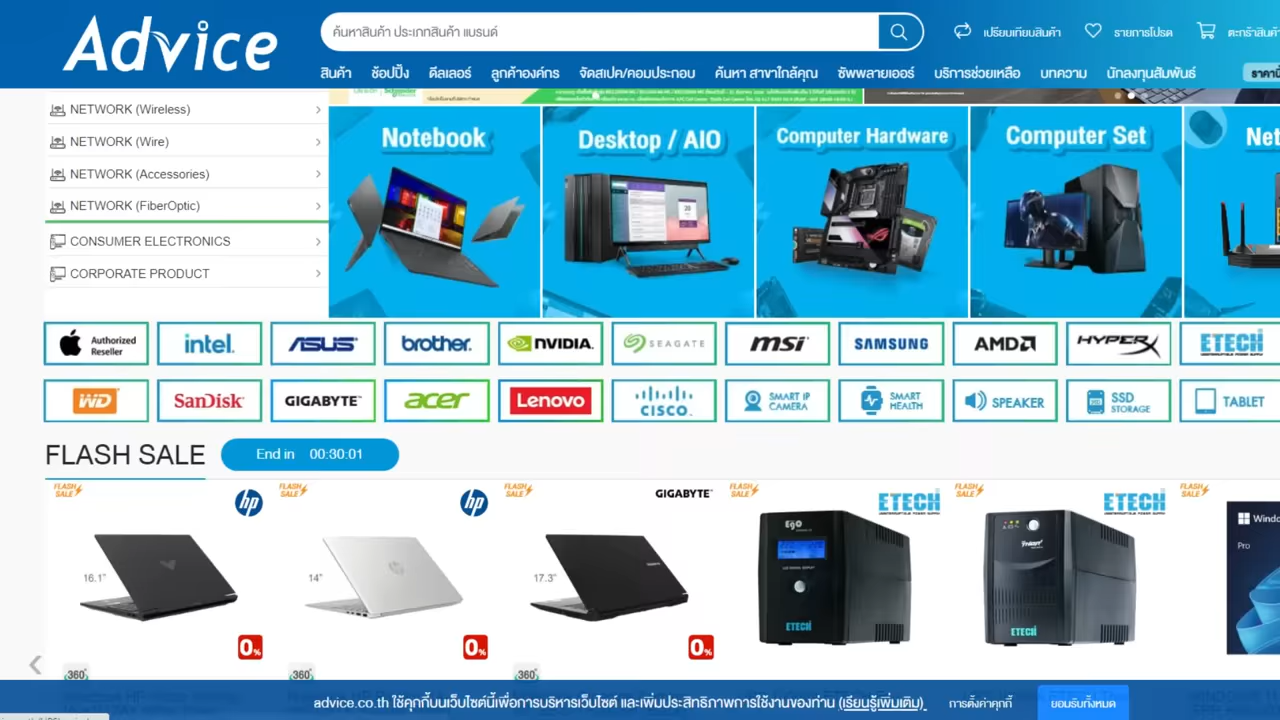 Advice
ค้นหาสินค้า ประเภทสินค้า แบรนด์
เปรียบเทียบสินค้า
รายการโปรด
ตะกร้าสินค้า
สินค้า ช้อปปิ้ง ดีลเลอร์ ลูกค้าองค์กร จัดสเปค/คอมประกอบ ค้นหา สาขาใกล้คุณ ซัพพลายเออร์ บริการช่วยเหลือ บทความ นักลงทุนสัมพันธ์
NETWORK (Wireless)
NETWORK (Wire)
NETWORK (Accessories)
NETWORK (FiberOptic)
CONSUMER ELECTRONICS
CORPORATE PRODUCT
Notebook
Desktop / AIO
Computer Hardware
Computer Set
Net
Authorized
Reseller
intel.
ASUS
brother.
NVIDIA.
SEAGATE
msi
SAMSUNG
AMD
HYPERX
ETECH
WD
SanDisk
GIGABYTE™
acer
Lenovo
CISCO.
SMART IP
CAMERA
SMART
HEALTH
SPEAKER
SSD
STORAGE
TABLET
FLASH SALE
End in 00:30:01
FLASH
SALE
hp
16.1"
0%
360°
FLASH
SALE
hp
14"
0%
360°
FLASH
SALE
GIGABYTE™
17.3"
0%
360°
FLASH
SALE
ETECH
EgO
ETECH
FLASH
SALE
ETECH
ETECH
FLASH
SALE
Pro
advice.co.th ใช้คุกกี้บนเว็บไซต์นี้เพื่อการบริหารเว็บไซต์ และเพิ่มประสิทธิภาพการใช้งานของท่าน (เรียนรู้เพิ่มเติม)
การตั้งค่าคุกกี้
ยอมรับทั้งหมด